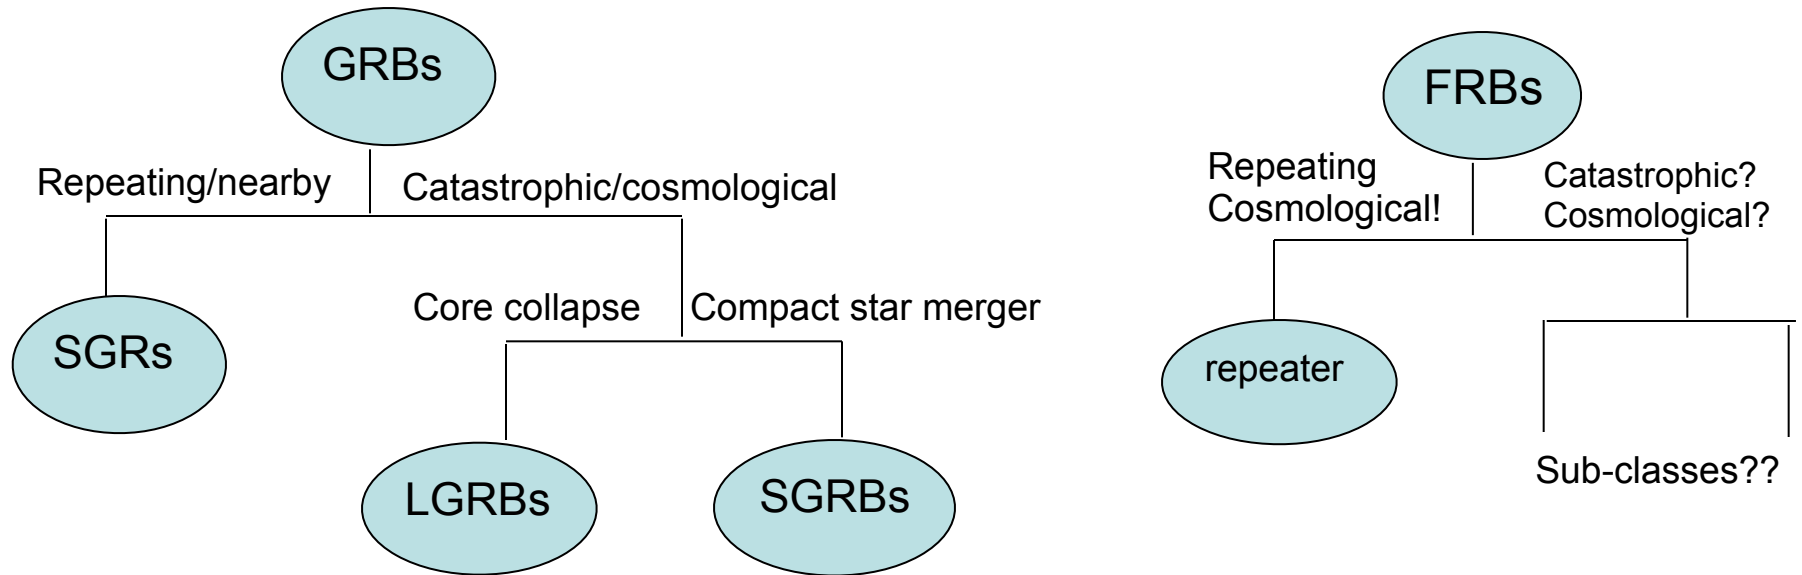 GRBs
Repeating/nearby
Catastrophic/cosmological
SGRs
Core collapse
Compact star merger
LGRBs
SGRBs
FRBs
Repeating
Cosmological!
Catastrophic?
Cosmological?
repeater
Sub-classes??